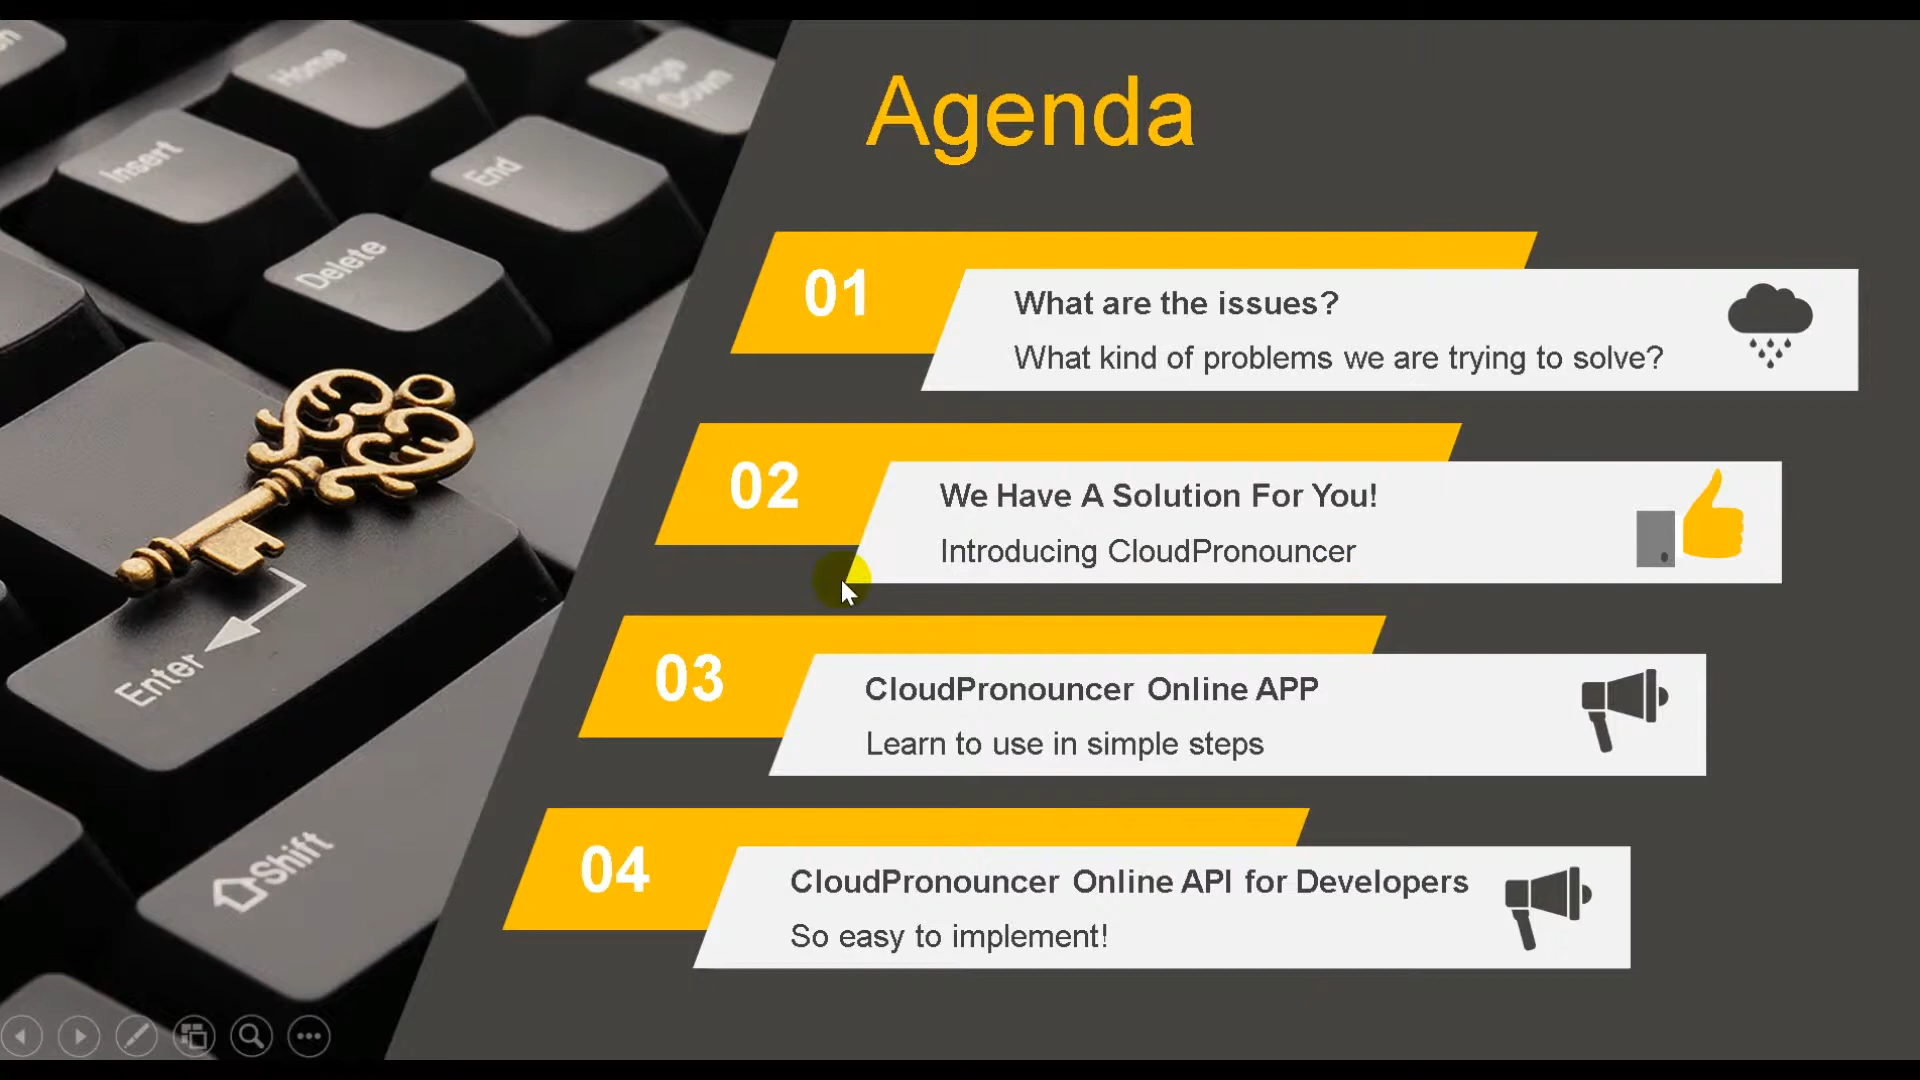 Home
Page
Down
Insert
End
Delete
Enter
Shift
Agenda
01
What are the issues?
What kind of problems we are trying to solve?
02
We Have A Solution For You!
Introducing CloudPronouncer
03
CloudPronouncer Online APP
Learn to use in simple steps
04
CloudPronouncer Online API for Developers
So easy to implement!